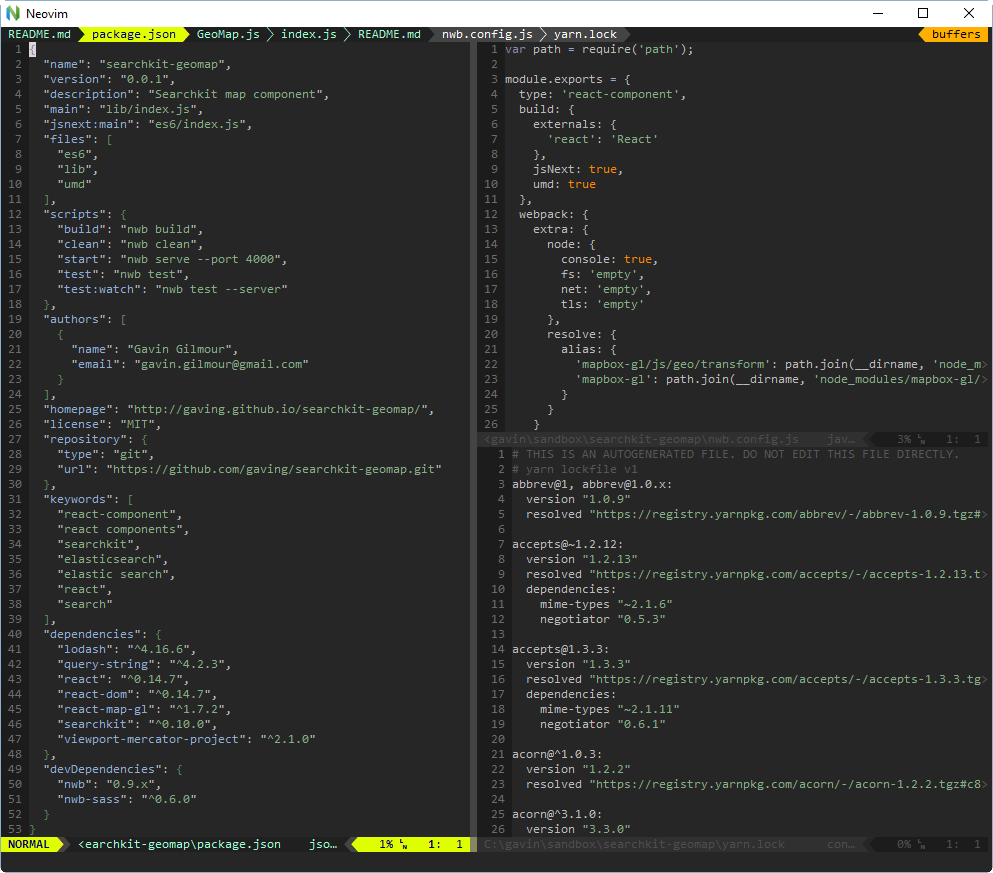 Neovim
README.md package.json GeoMap.js index.js README.md nwb.config.js yarn.lock buffers
1 {
2   "name": "searchkit-geomap",
3   "version": "0.0.1",
4   "description": "Searchkit map component",
5   "main": "lib/index.js",
6   "jsnext:main": "es6/index.js",
7   "files": [
8     "es6",
9     "lib",
10     "umd"
11   ],
12   "scripts": {
13     "build": "nwb build",
14     "clean": "nwb clean",
15     "start": "nwb serve --port 4000",
16     "test": "nwb test",
17     "test:watch": "nwb test --server"
18   },
19   "authors": [
20     {
21       "name": "Gavin Gilmour",
22       "email": "gavin.gilmour@gmail.com"
23     }
24   ],
25   "homepage": "http://gaving.github.io/searchkit-geomap/",
26   "license": "MIT",
27   "repository": {
28     "type": "git",
29     "url": "https://github.com/gaving/searchkit-geomap.git"
30   },
31   "keywords": [
32     "react-component",
33     "react components",
34     "searchkit",
35     "elasticsearch",
36     "elastic search",
37     "react",
38     "search"
39   ],
40   "dependencies": {
41     "lodash": "^4.16.6",
42     "query-string": "^4.2.3",
43     "react": "^0.14.7",
44     "react-dom": "^0.14.7",
45     "react-map-gl": "^1.7.2",
46     "searchkit": "^0.10.0",
47     "viewport-mercator-project": "^2.1.0"
48   },
49   "devDependencies": {
50     "nwb": "0.9.x",
51     "nwb-sass": "^0.6.0"
52   }
53 }
NORMAL <earchkit-geomap\package.json jso… 1% 1: 1
1 var path = require('path');
2
3 module.exports = {
4   type: 'react-component',
5   build: {
6     externals: {
7       'react': 'React'
8     },
9     jsNext: true,
10     umd: true
11   },
12   webpack: {
13     extra: {
14       node: {
15         console: true,
16         fs: 'empty',
17         net: 'empty',
18         tls: 'empty'
19       },
20       resolve: {
21         alias: {
22           'mapbox-gl/js/geo/transform': path.join(__dirname, 'node_m>
23           'mapbox-gl': path.join(__dirname, 'node_modules/mapbox-gl/>
24         }
25       }
26     }
<gavin\sandbox\searchkit-geomap\nwb.config.js jav… 3% 1: 1
1 # THIS IS AN AUTOGENERATED FILE. DO NOT EDIT THIS FILE DIRECTLY.
2 # yarn lockfile v1
3 abbrev@1, abbrev@1.0.x:
4   version "1.0.9"
5   resolved "https://registry.yarnpkg.com/abbrev/-/abbrev-1.0.9.tgz#>
6
7 accepts@~1.2.12:
8   version "1.2.13"
9   resolved "https://registry.yarnpkg.com/accepts/-/accepts-1.2.13.t>
10   dependencies:
11     mime-types "~2.1.6"
12     negotiator "0.5.3"
13
14 accepts@1.3.3:
15   version "1.3.3"
16   resolved "https://registry.yarnpkg.com/accepts/-/accepts-1.3.3.tg>
17   dependencies:
18     mime-types "~2.1.11"
19     negotiator "0.6.1"
20
21 acorn@^1.0.3:
22   version "1.2.2"
23   resolved "https://registry.yarnpkg.com/acorn/-/acorn-1.2.2.tgz#c8>
24
25 acorn@^3.1.0:
26   version "3.3.0"
C:\gavin\sandbox\searchkit-geomap\yarn.lock con… 0% 1: 1